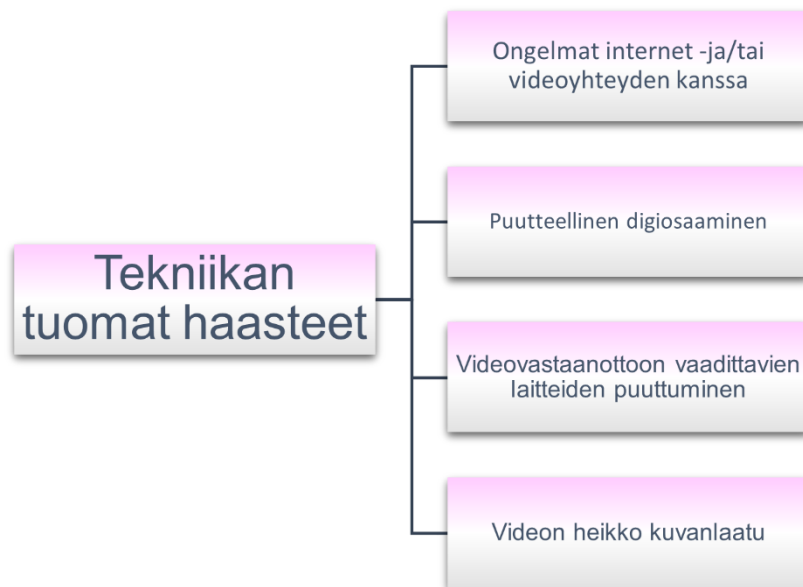 Ongelmat internet -ja/tai
videoyhteyden kanssa
Puutteellinen digiosaaminen
Tekniikan
tuomat haasteet
Videovastaanottoon vaadittavien
laitteiden puuttuminen
Videon heikko kuvanlaatu